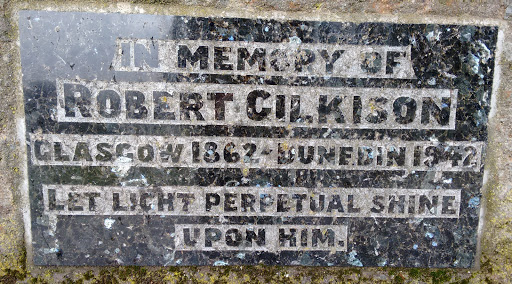 IN MEMORY OF
ROBERT GILKISON
GLASGOW 1862 - DUNEDIN 1942
LET LIGHT PERPETUAL SHINE
UPON HIM.